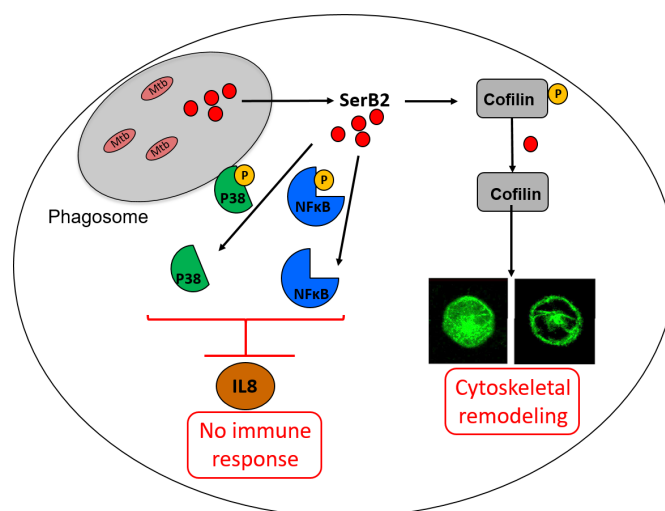 Mtb
Mtb
Mtb
Phagosome
SerB2
Cofilin
P
Cofilin
P
P38
P
NFκB
P38
NFκB
IL8
No immune
response
Cytoskeletal
remodeling